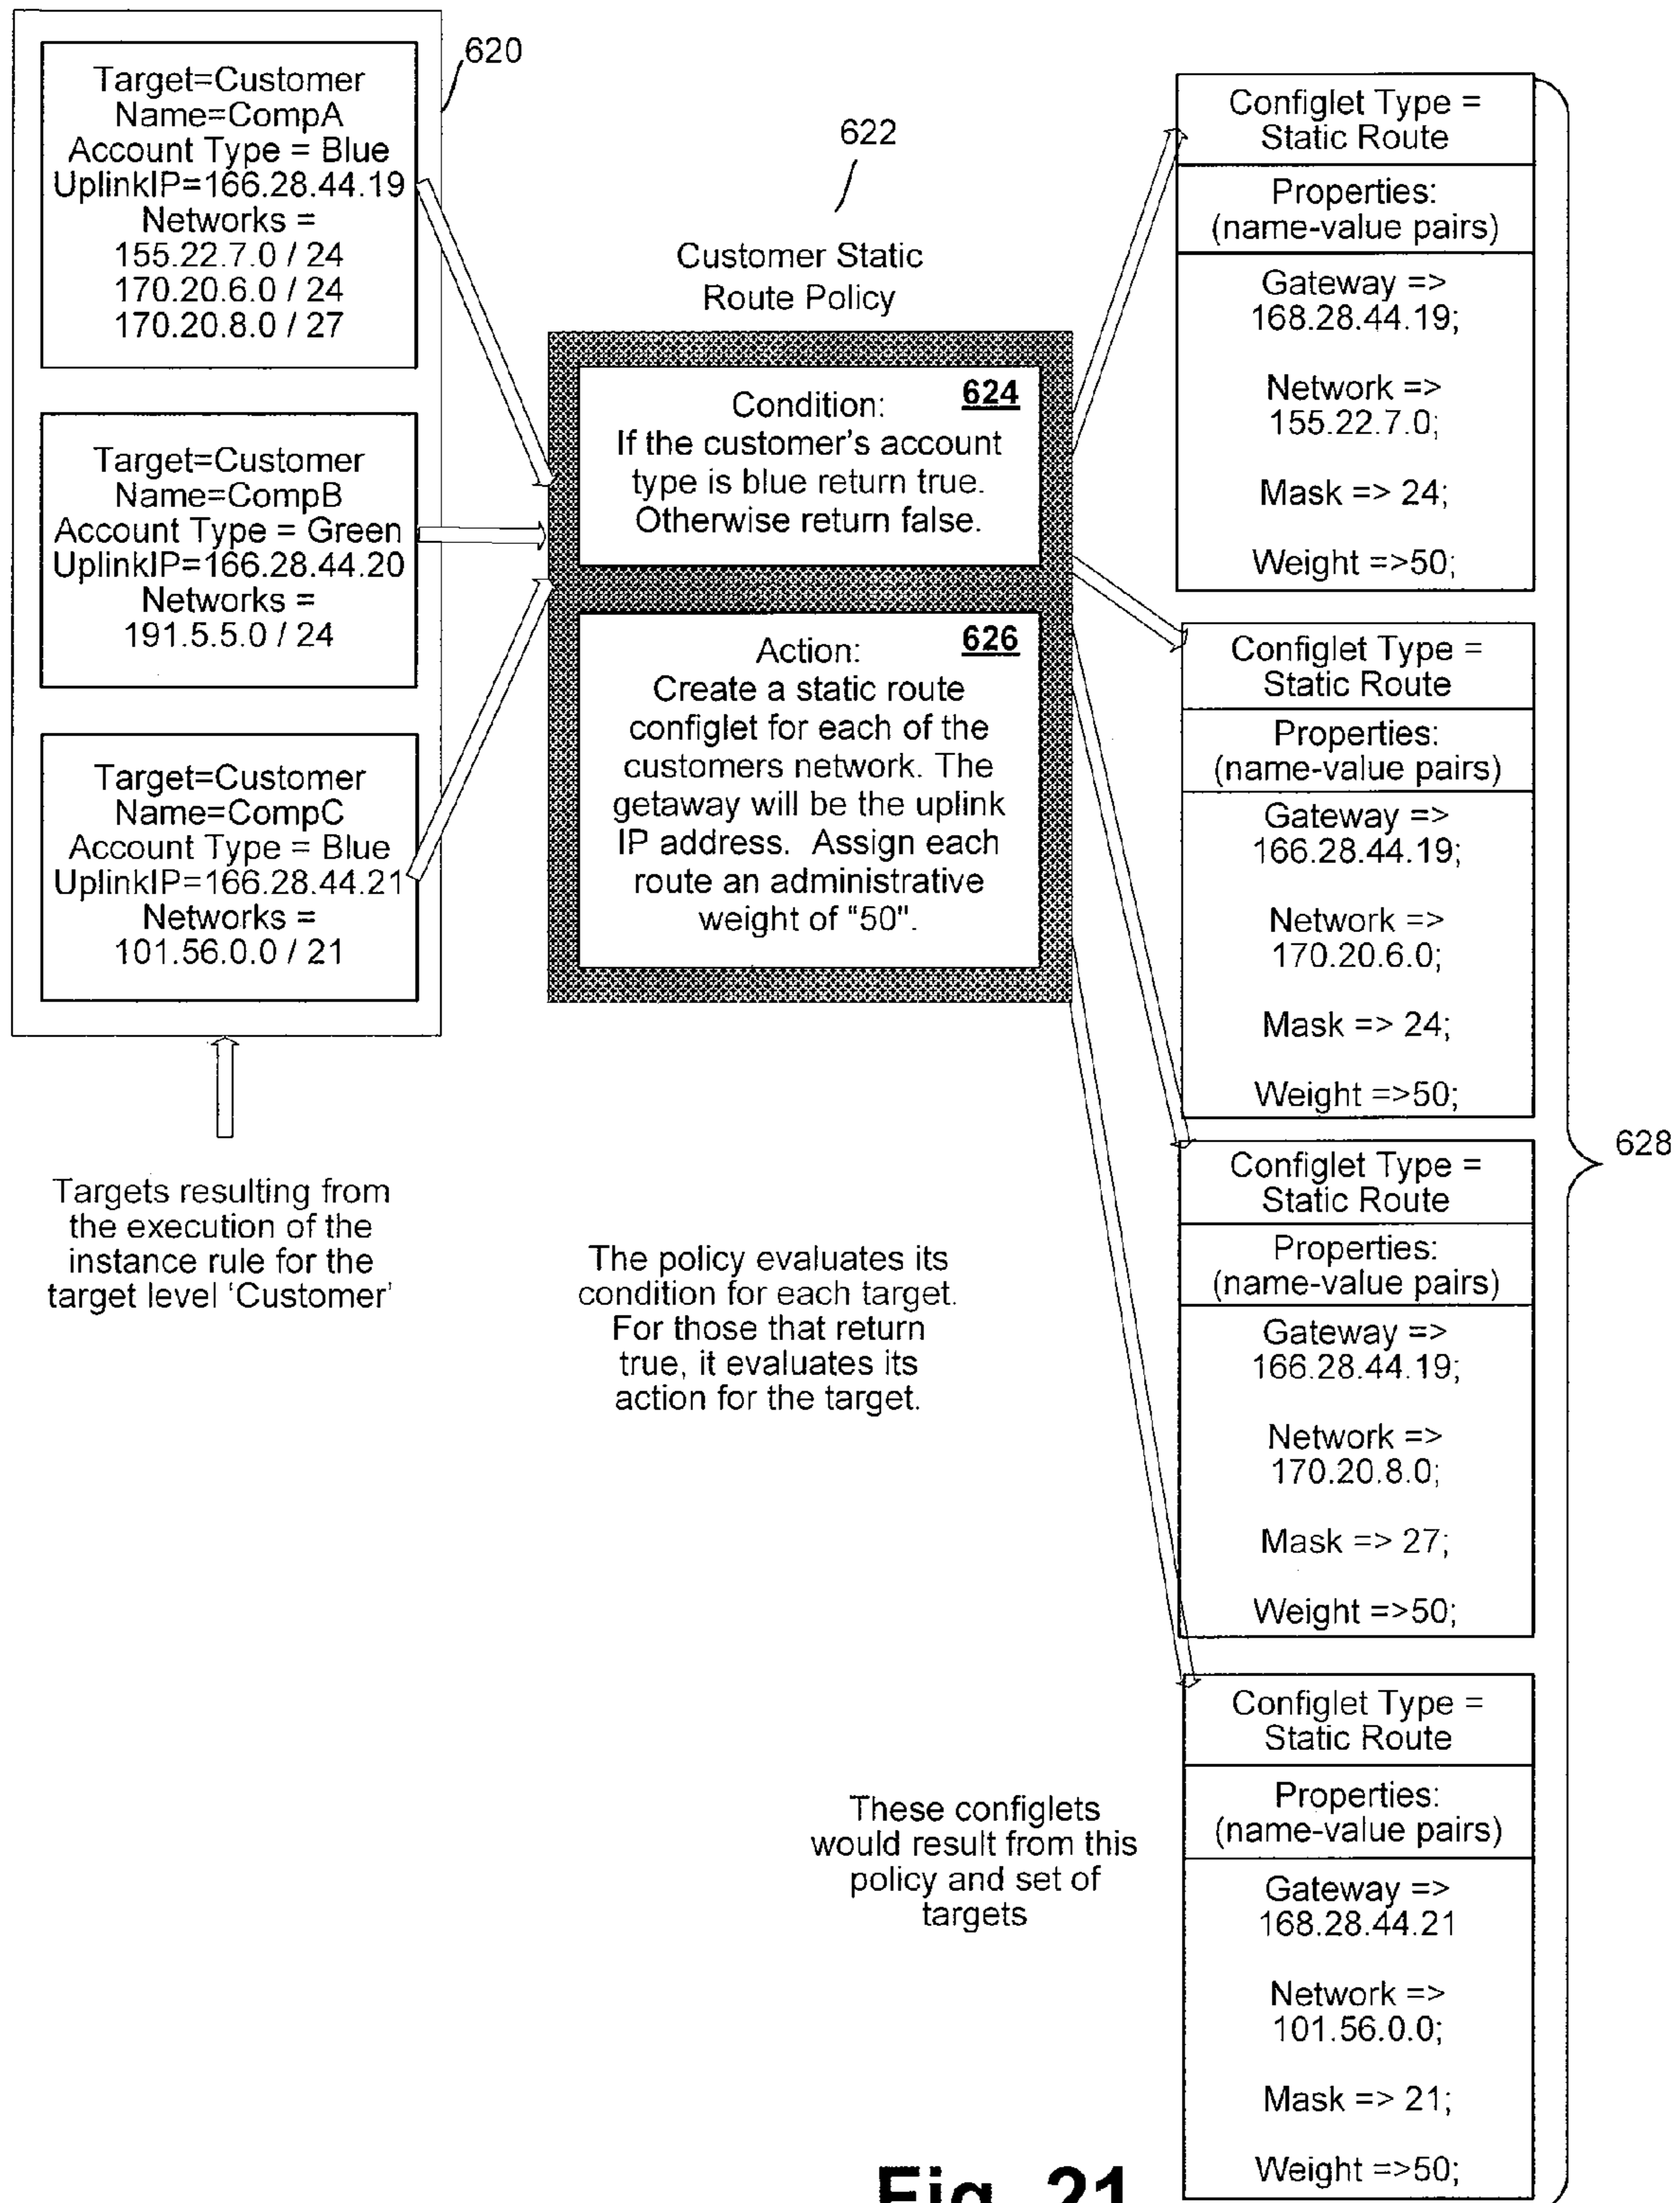 620
Target=Customer
Name=CompA
Account Type = Blue
UplinkIP=166.28.44.19
Networks =
155.22.7.0 / 24
170.20.6.0 / 24
170.20.8.0 / 27
Target=Customer
Name=CompB
Account Type = Green
UplinkIP=166.28.44.20
Networks =
191.5.5.0 / 24
Target=Customer
Name=CompC
Account Type = Blue
UplinkIP=166.28.44.21
Networks =
101.56.0.0 / 21
Targets resulting from
the execution of the
instance rule for the
target level 'Customer'
622
Customer Static
Route Policy
624
Condition:
If the customer's account
type is blue return true.
Otherwise return false.
626
Action:
Create a static route
configlet for each of the
customers network. The
getaway will be the uplink
IP address. Assign each
route an administrative
weight of "50".
The policy evaluates its
condition for each target.
For those that return
true, it evaluates its
action for the target.
These configlets
would result from this
policy and set of
targets
Configlet Type =
Static Route
Properties:
(name-value pairs)
Gateway =>
168.28.44.19;
Network =>
155.22.7.0;
Mask => 24;
Weight =>50;
Configlet Type =
Static Route
Properties:
(name-value pairs)
Gateway =>
166.28.44.19;
Network =>
170.20.6.0;
Mask => 24;
Weight =>50;
Configlet Type =
Static Route
Properties:
(name-value pairs)
Gateway =>
166.28.44.19;
Network =>
170.20.8.0;
Mask => 27;
Weight =>50;
Configlet Type =
Static Route
Properties:
(name-value pairs)
Gateway =>
168.28.44.21
Network =>
101.56.0.0;
Mask => 21;
Weight =>50;
628
Fig. 21